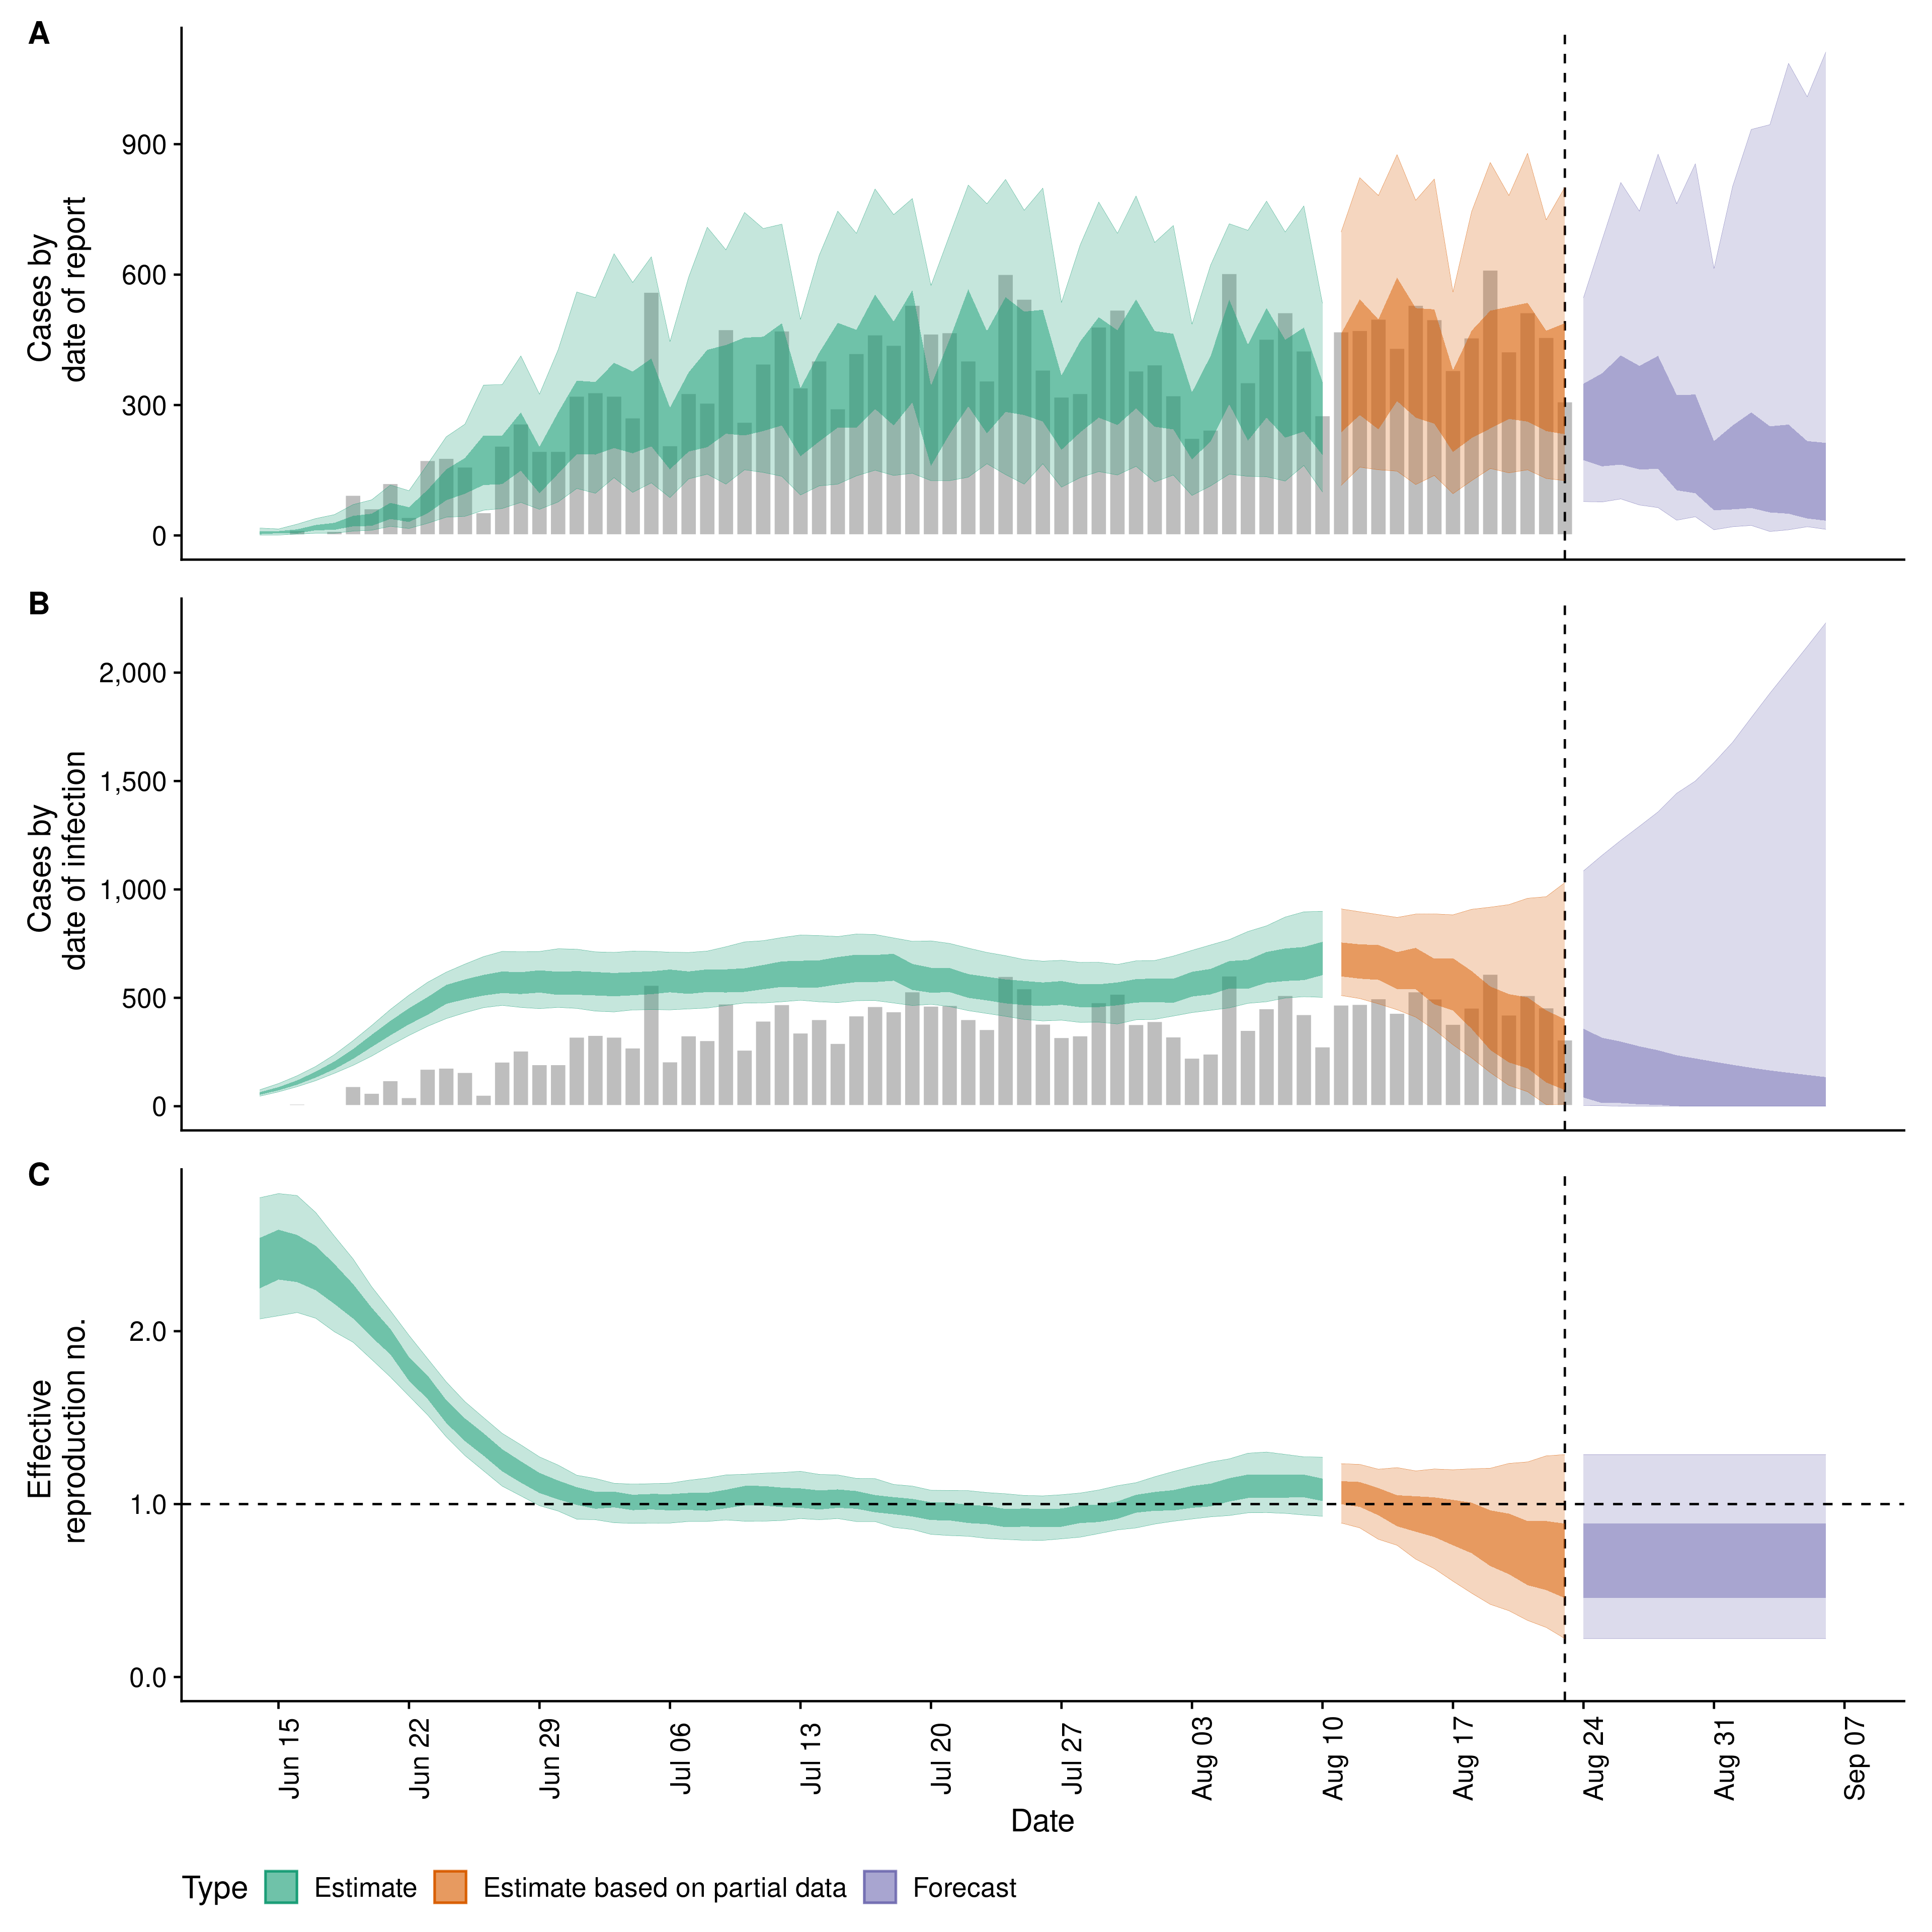 A
Cases by
date of report
900
600
300
0
B
Cases by
date of infection
2,000
1,500
1,000
500
0
C
Effective
reproduction no.
2.0
1.0
0.0
Jun 15
Jun 22
Jun 29
Jul 06
Jul 13
Jul 20
Jul 27
Aug 03
Aug 10
Aug 17
Aug 24
Aug 31
Sep 07
Date
Type Estimate Estimate based on partial data Forecast